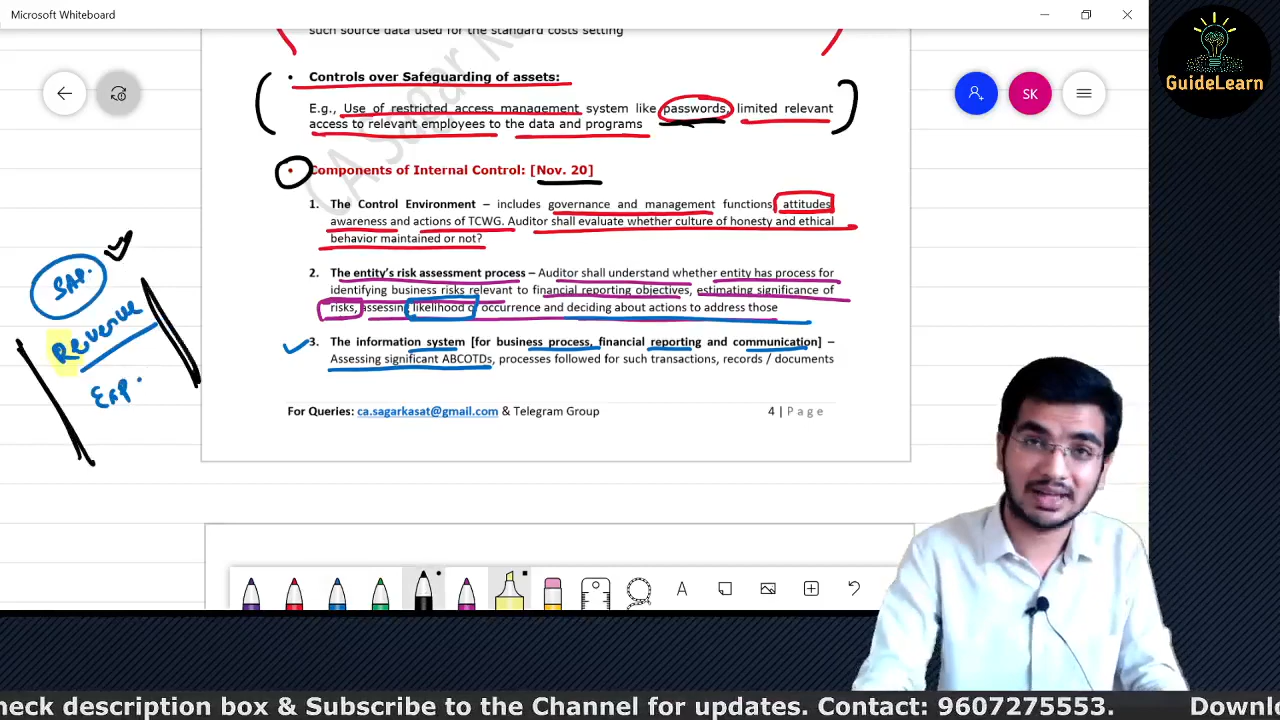 Microsoft Whiteboard
GuideLearn
SK
such source data used for the standard costs setting
• Controls over Safeguarding of assets:
E.g., Use of restricted access management system like passwords, limited relevant
access to relevant employees to the data and programs
• Components of Internal Control: [Nov. 20]
1. The Control Environment – includes governance and management functions, attitudes
awareness and actions of TCWG. Auditor shall evaluate whether culture of honesty and ethical
behavior maintained or not?
2. The entity's risk assessment process – Auditor shall understand whether entity has process for
identifying business risks relevant to financial reporting objectives, estimating significance of
risks, assessing likelihood of occurrence and deciding about actions to address those
3. The information system [for business process, financial reporting and communication] –
Assessing significant ABCOTDs, processes followed for such transactions, records / documents
SAP.
Revenue
Exp.
CA Sagar Ka
For Queries: ca.sagarkasat@gmail.com & Telegram Group
4 | Page
A
heck description box & Subscribe to the Channel for updates. Contact: 9607275553.
Downlo